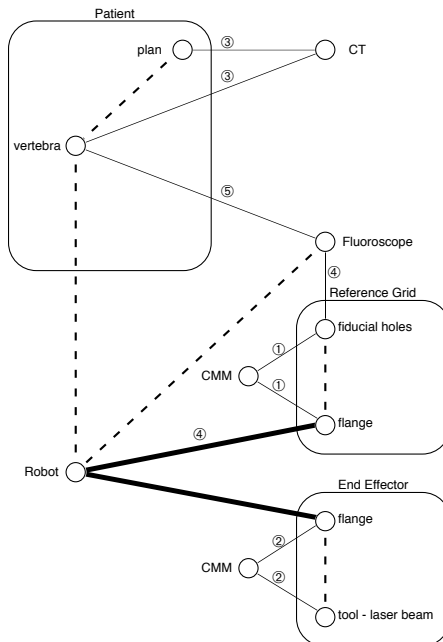 Patient
plan
③
CT
③
vertebra
⑤
Fluoroscope
④
Reference Grid
fiducial holes
①
CMM
①
flange
④
Robot
End Effector
flange
②
CMM
②
tool - laser beam